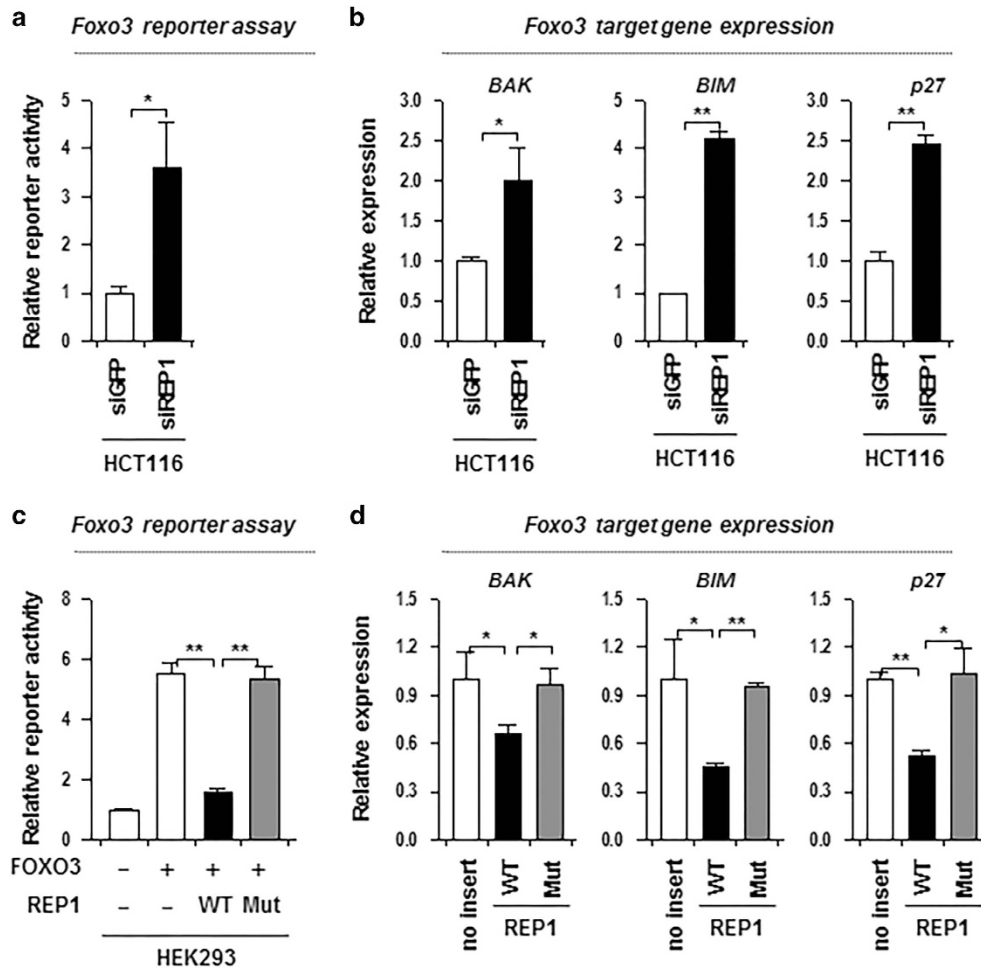 a
Foxo3 reporter assay
Relative reporter activity
5
4
3
2
1
0
*
siGFP
siREP1
HCT116
b
Foxo3 target gene expression
Relative expression
BAK
3.0
2.5
2.0
1.5
1.0
0.5
0.0
*
siGFP
siREP1
HCT116
BIM
5
4
3
2
1
0
**
siGFP
siREP1
HCT116
p27
3.0
2.5
2.0
1.5
1.0
0.5
0.0
**
siGFP
siREP1
HCT116
c
Foxo3 reporter assay
Relative reporter activity
8
6
4
2
0
** **
FOXO3 – + + +
REP1 – – WT Mut
HEK293
d
Foxo3 target gene expression
Relative expression
BAK
1.5
1.2
0.9
0.6
0.3
0.0
* *
no insert
WT
Mut
REP1
BIM
1.5
1.2
0.9
0.6
0.3
0.0
* **
no insert
WT
Mut
REP1
p27
1.5
1.2
0.9
0.6
0.3
0.0
** *
no insert
WT
Mut
REP1